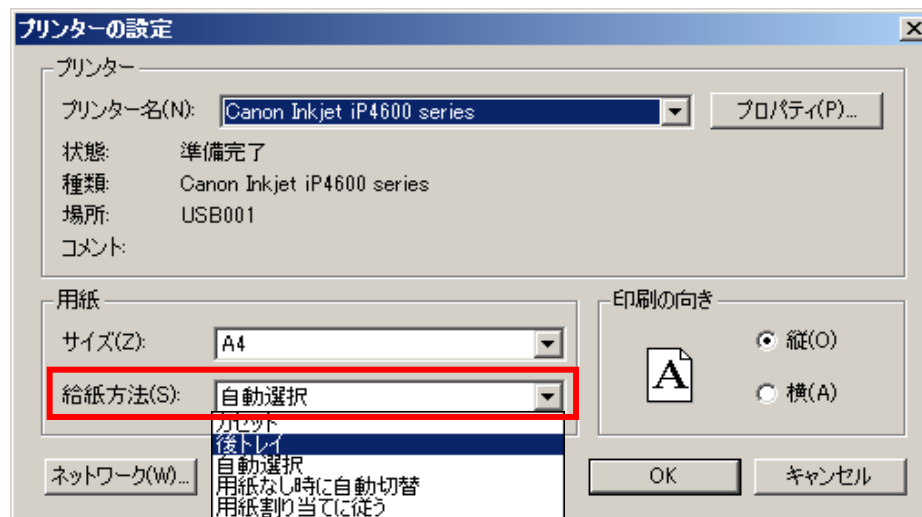 プリンターの設定
プリンター
プリンター名(N): Canon Inkjet iP4600 series プロパティ(P)...
状態: 準備完了
種類: Canon Inkjet iP4600 series
場所: USB001
コメント:
用紙
サイズ(Z): A4
給紙方法(S): 自動選択
カセット
後トレイ
自動選択
用紙なし時に自動切替
用紙割り当てに従う
印刷の向き
A
縦(O)
横(A)
ネットワーク(W)... OK キャンセル